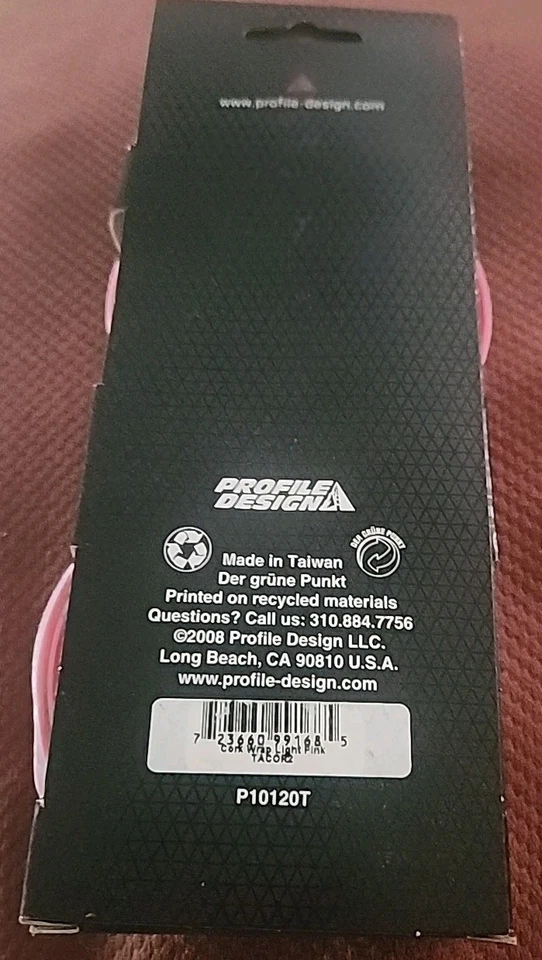 www.profile-design.com
PROFILE
DESIGN
DER GRÜNE PUNKT
Made in Taiwan
Der grüne Punkt
Printed on recycled materials
Questions? Call us: 310.884.7756
©2008 Profile Design LLC.
Long Beach, CA 90810 U.S.A.
www.profile-design.com
7 23660 99168 5
Cork Wrap Light Pink
TACOR2
P10120T